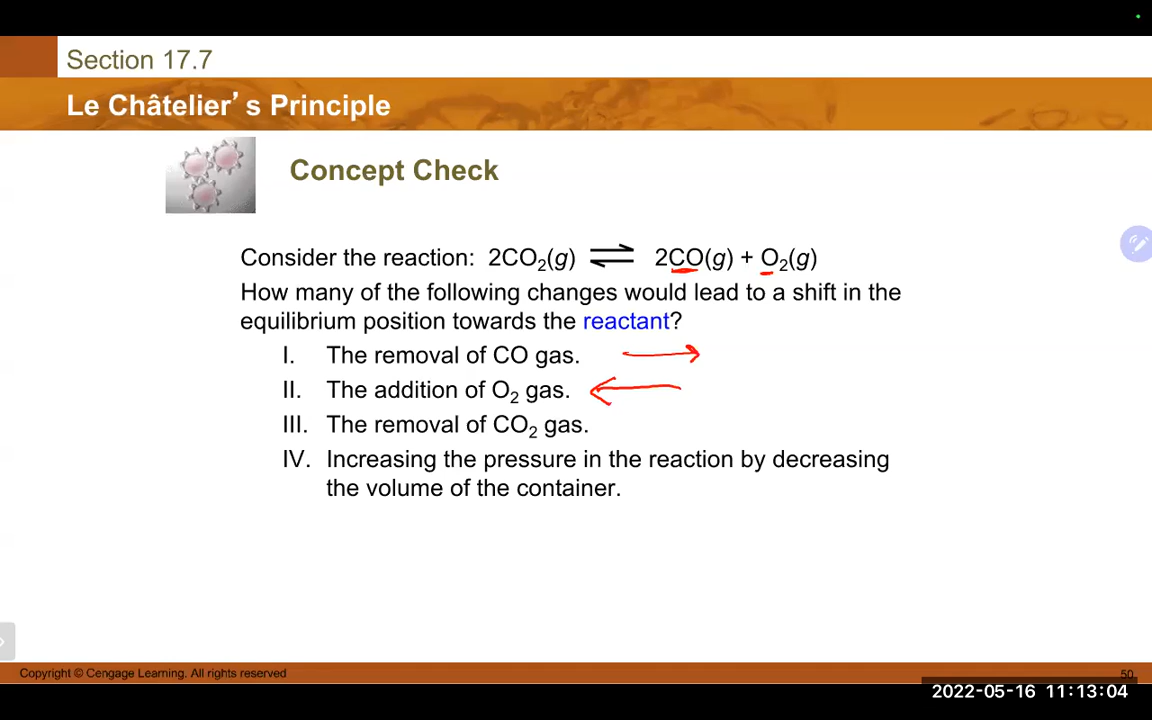 Section 17.7
Le Châtelier’s Principle
Concept Check
Consider the reaction: 2CO₂(g) ⇌ 2CO(g) + O₂(g)
How many of the following changes would lead to a shift in the
equilibrium position towards the reactant?
I. The removal of CO gas.
II. The addition of O₂ gas.
III. The removal of CO₂ gas.
IV. Increasing the pressure in the reaction by decreasing
the volume of the container.
Copyright © Cengage Learning. All rights reserved
50
2022-05-16 11:13:04